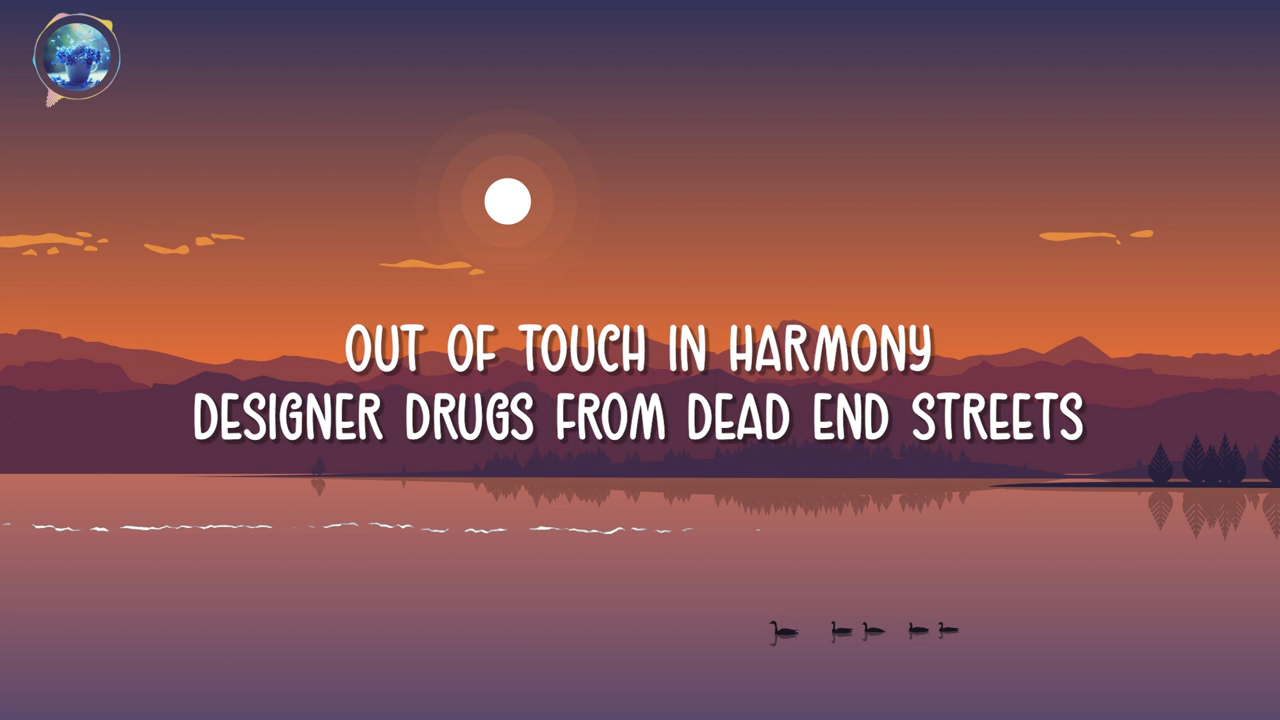 OUT OF TOUCH IN HARMONY
DESIGNER DRUGS FROM DEAD END STREETS